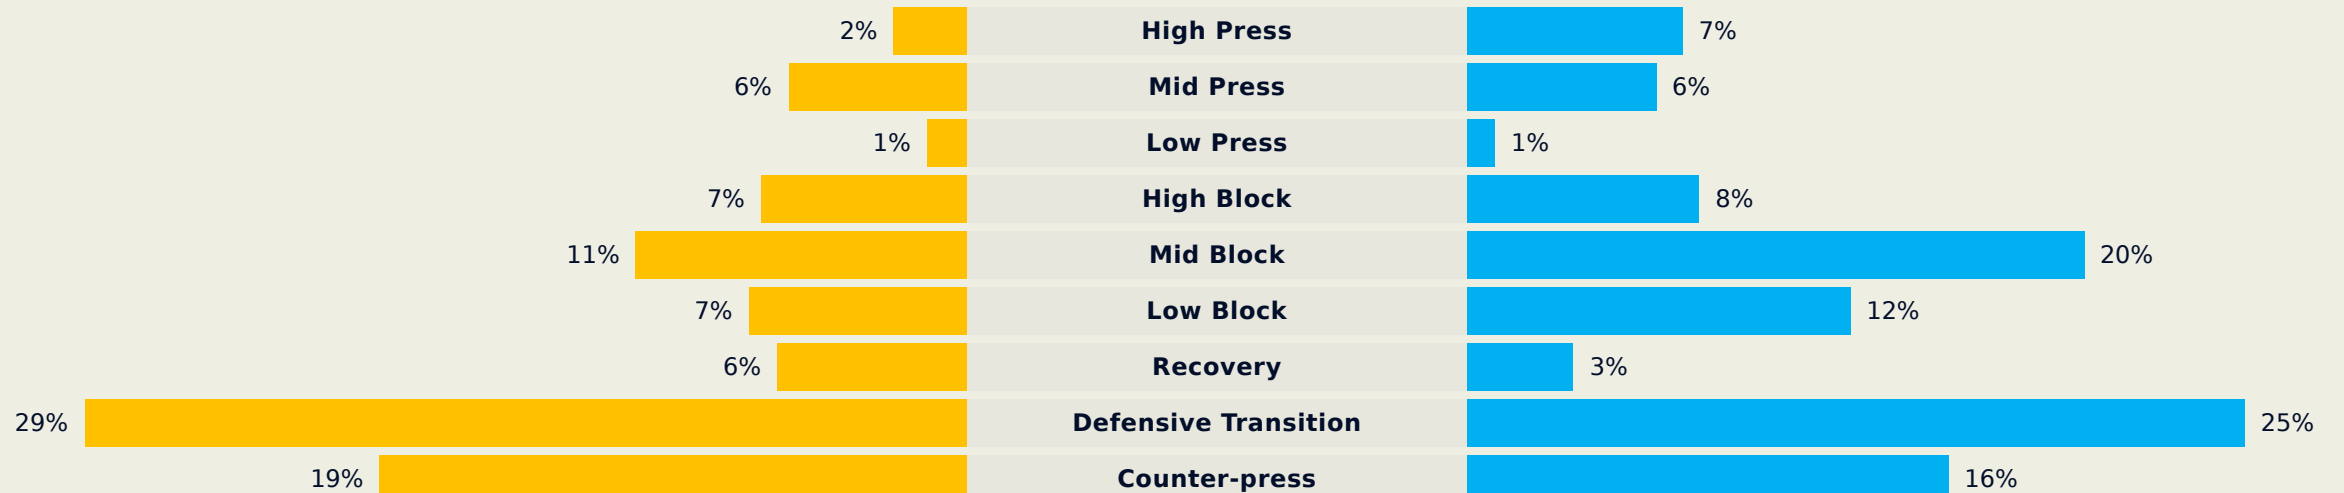 2% High Press 7%
6% Mid Press 6%
1% Low Press 1%
7% High Block 8%
11% Mid Block 20%
7% Low Block 12%
6% Recovery 3%
29% Defensive Transition 25%
19% Counter-press 16%